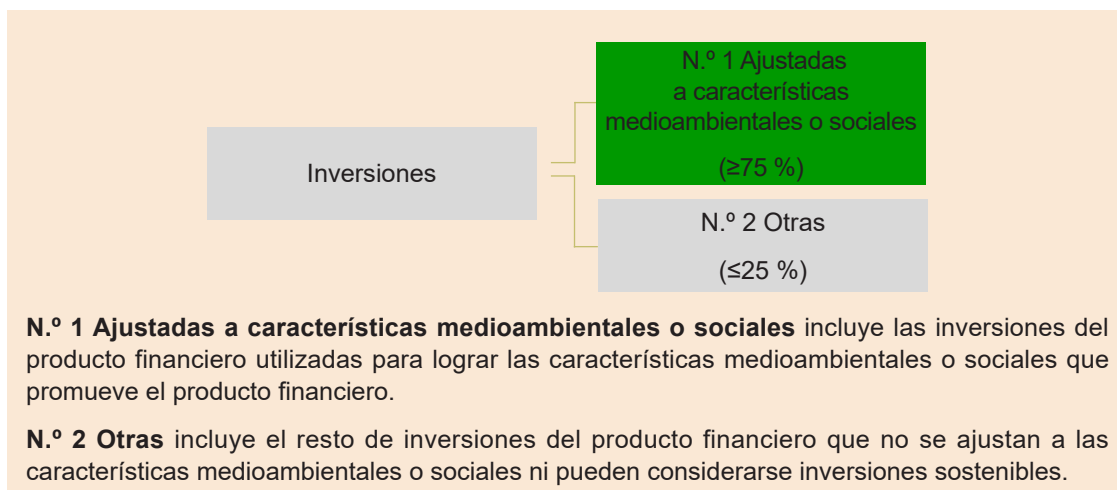 N.º 1 Ajustadas
a características
medioambientales o sociales
(≥75 %)
Inversiones
N.º 2 Otras
(≤25 %)
N.º 1 Ajustadas a características medioambientales o sociales incluye las inversiones del
producto financiero utilizadas para lograr las características medioambientales o sociales que
promueve el producto financiero.
N.º 2 Otras incluye el resto de inversiones del producto financiero que no se ajustan a las
características medioambientales o sociales ni pueden considerarse inversiones sostenibles.